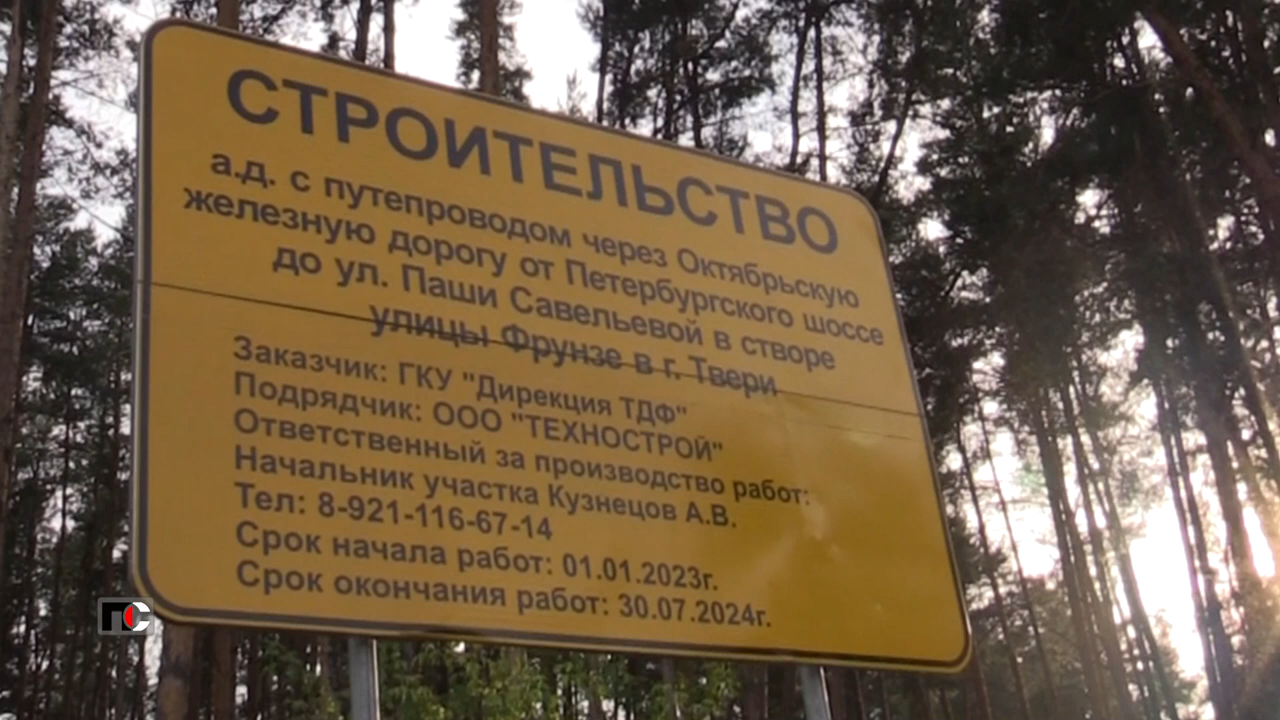 СТРОИТЕЛЬСТВО
а.д. с путепроводом через Октябрьскую
железную дорогу от Петербургского шоссе
до ул. Паши Савельевой в створе
улицы Фрунзе в г. Твери
Заказчик: ГКУ "Дирекция ТДФ"
Подрядчик: ООО "ТЕХНОСТРОЙ"
Ответственный за производство работ:
Начальник участка Кузнецов А.В.
Тел: 8-921-116-67-14
Срок начала работ: 01.01.2023г.
Срок окончания работ: 30.07.2024г.
ПС